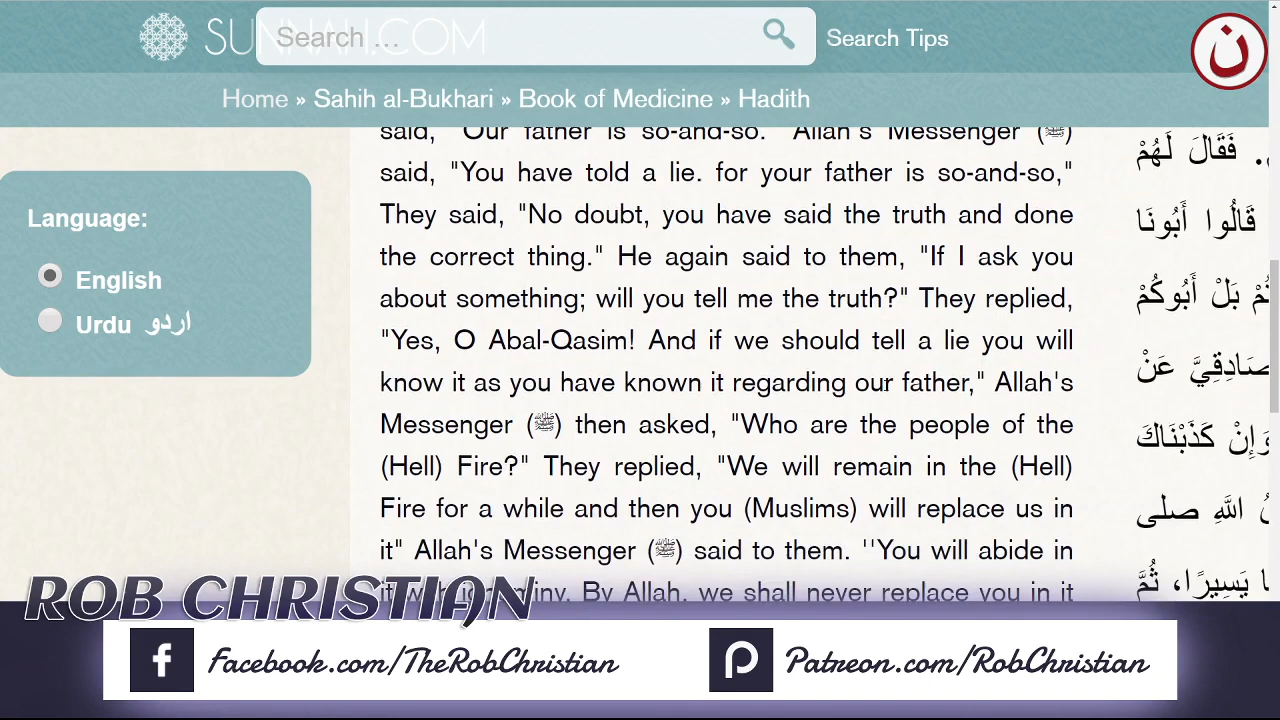 SUNNAH.COM
Search ...
Search Tips
ن
Home » Sahih al-Bukhari » Book of Medicine » Hadith
Language:
English
Urdu اردو
said, "Our father is so-and-so." Allah's Messenger (ﷺ)
said, "You have told a lie. for your father is so-and-so,"
They said, "No doubt, you have said the truth and done
the correct thing." He again said to them, "If I ask you
about something; will you tell me the truth?" They replied,
"Yes, O Abal-Qasim! And if we should tell a lie you will
know it as you have known it regarding our father," Allah's
Messenger (ﷺ) then asked, "Who are the people of the
(Hell) Fire?" They replied, "We will remain in the (Hell)
Fire for a while and then you (Muslims) will replace us in
it" Allah's Messenger (ﷺ) said to them. ''You will abide in
it with ignominy. By Allah, we shall never replace you in it
فَقَالَ لَهُمْ
قَالُوا أَبُونَا
بَلْ أَبُوكُمْ
صَادِقِيَّ عَنْ
وَإِنْ كَذَبْنَاكَ
اللَّهِ صلى
يَسِيرًا، ثُمَّ
ROB CHRISTIAN
Facebook.com/TheRobChristian
Patreon.com/RobChristian